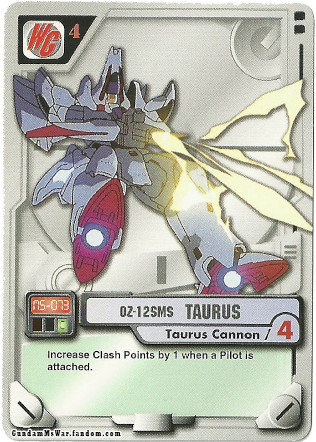 WG 4
MS-073
C
OZ-12SMS TAURUS
Taurus Cannon / 4
Increase Clash Points by 1 when a Pilot is
attached.
GundamMsWar.fandom.com